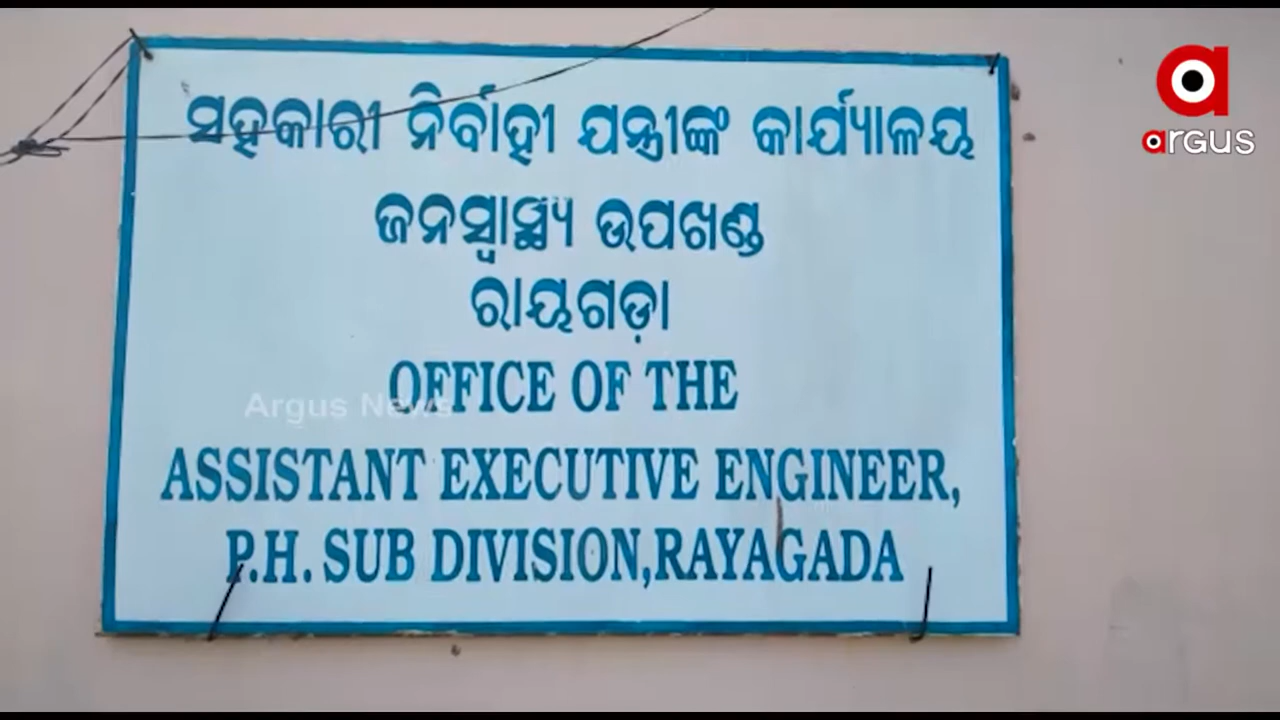 ସହକାରୀ ନିର୍ବାହୀ ଯନ୍ତ୍ରୀଙ୍କ କାର୍ଯ୍ୟାଳୟ
ଜନସ୍ୱାସ୍ଥ୍ୟ ଉପଖଣ୍ଡ
ରାୟଗଡ଼ା
OFFICE OF THE
ASSISTANT EXECUTIVE ENGINEER,
P.H. SUB DIVISION,RAYAGADA
Argus News
argus